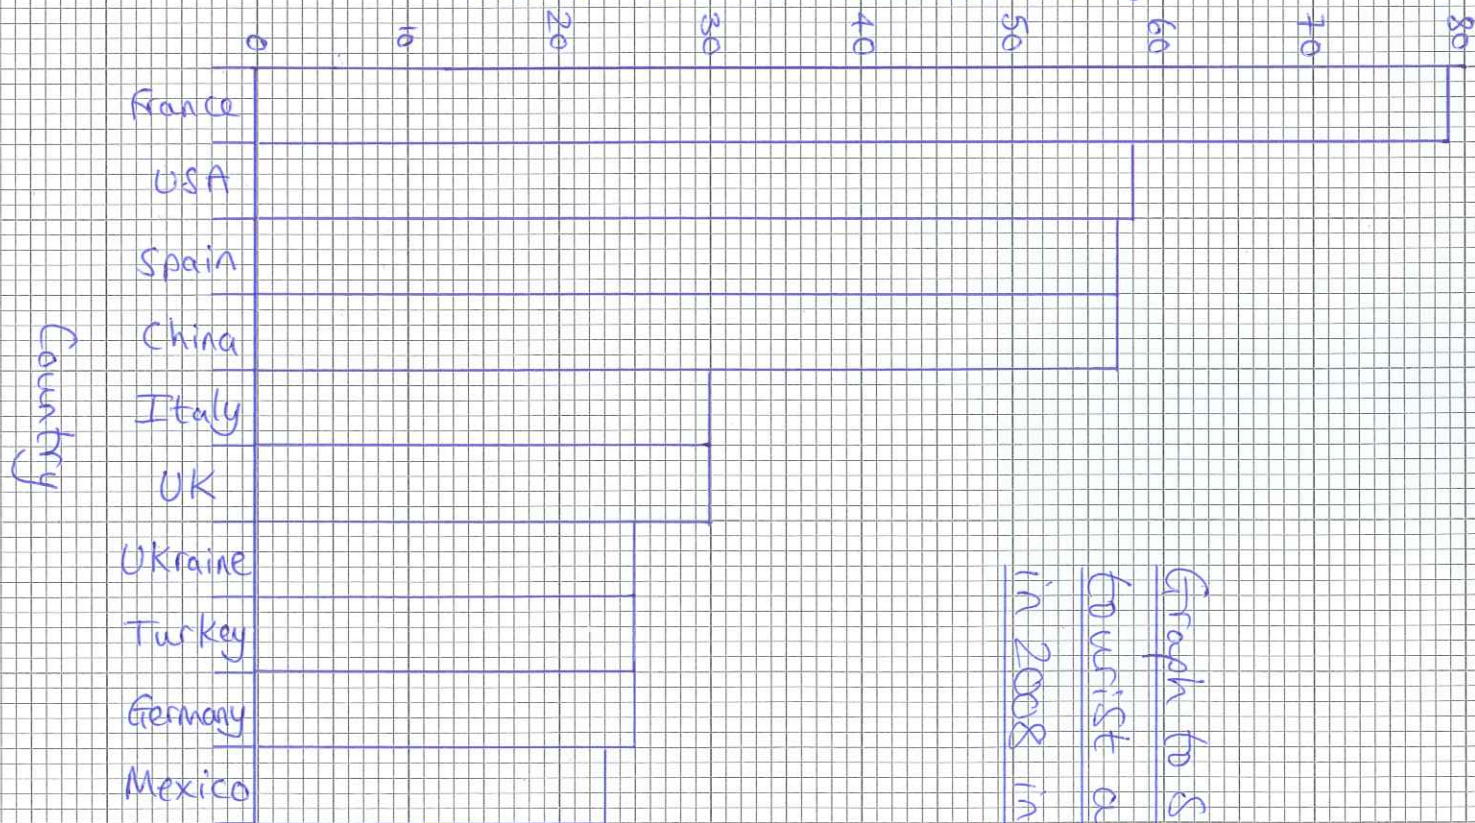 0 10 20 30 40 50 60 70 80
France
USA
Spain
China
Italy
UK
Ukraine
Turkey
Germany
Mexico
Country
Graph to s
tourist a
in 2008 in